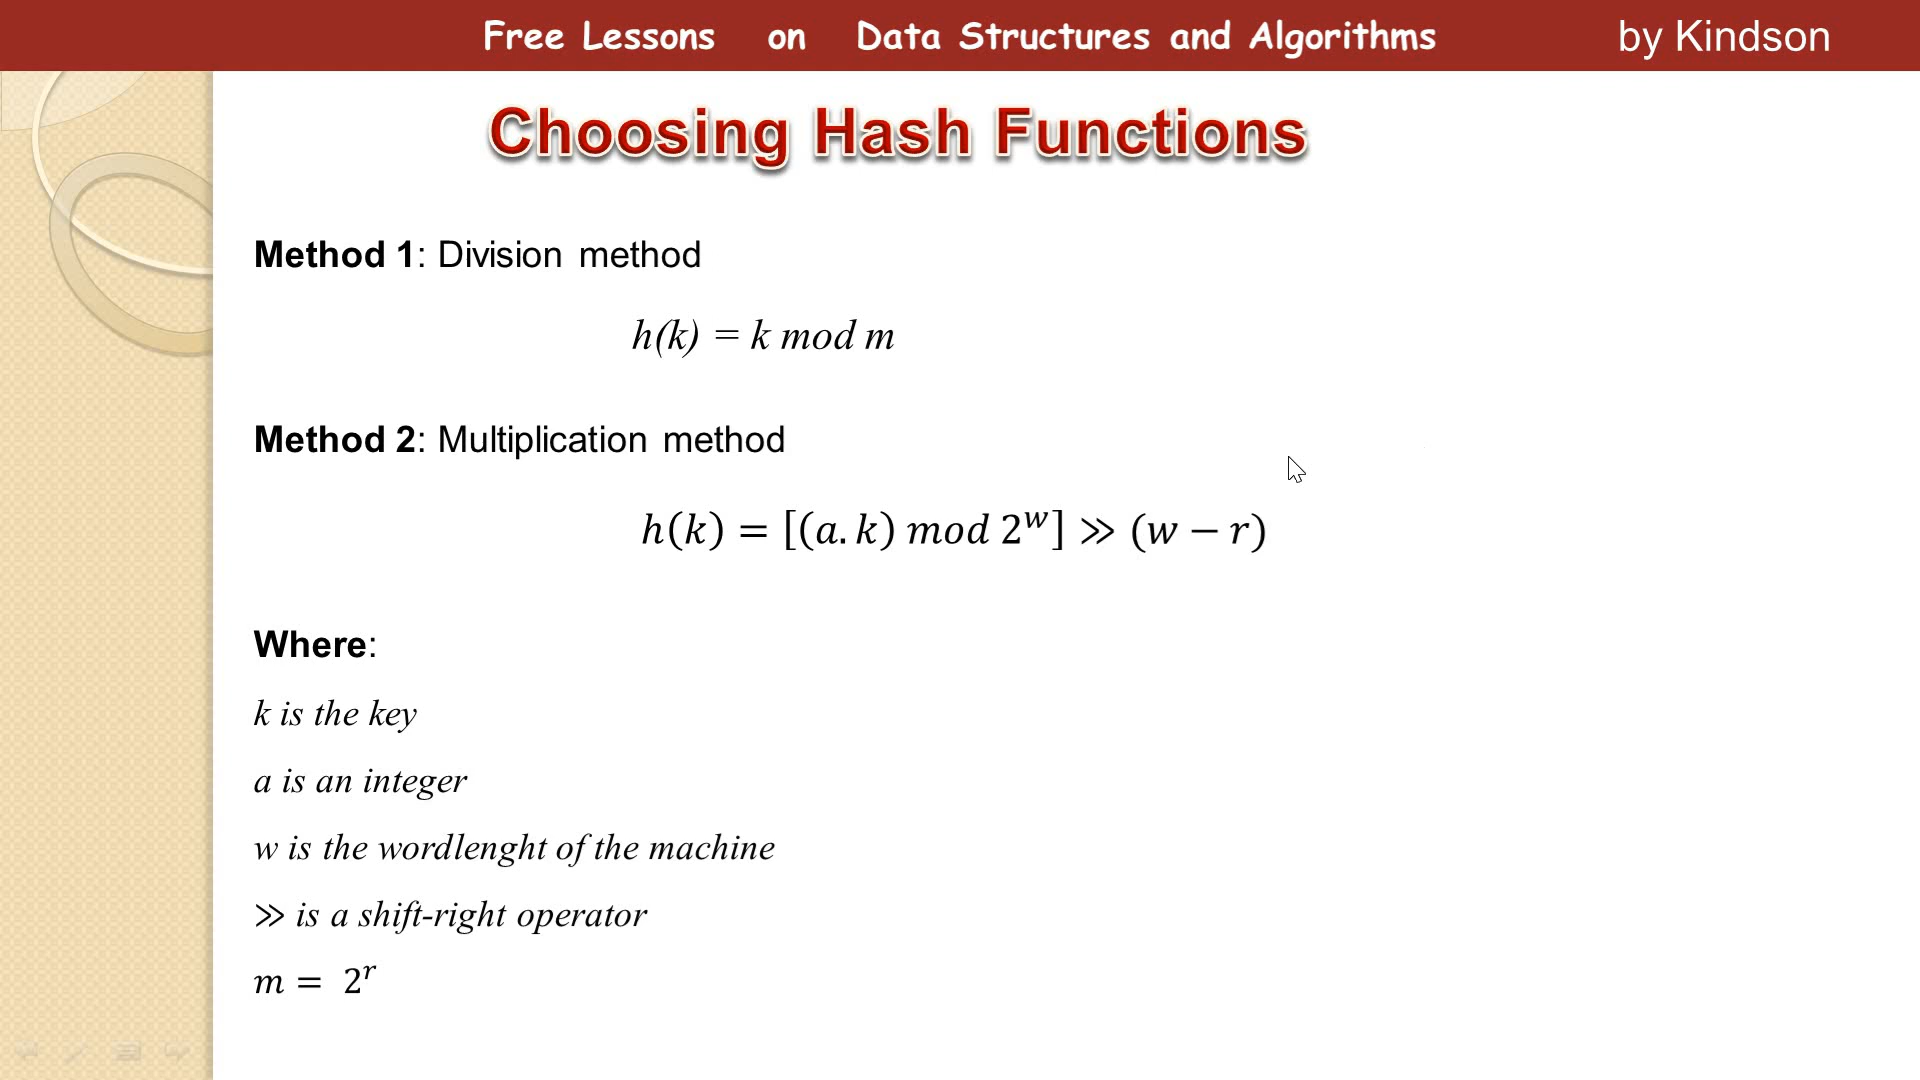 Free Lessons on Data Structures and Algorithms by Kindson
Choosing Hash Functions
Method 1: Division method
h(k) = k mod m
Method 2: Multiplication method
h(k) = [(a.k) mod 2^w] ≫ (w − r)
Where:
k is the key
a is an integer
w is the wordlenght of the machine
≫ is a shift-right operator
m = 2^r